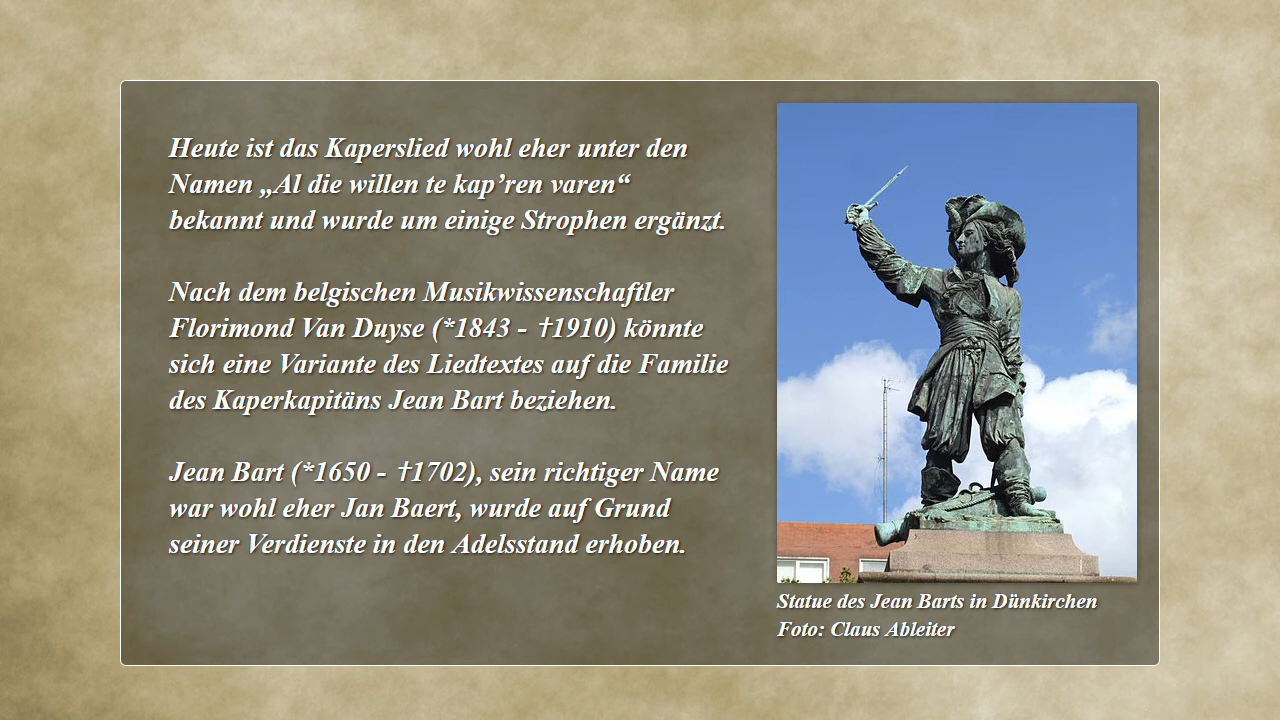 Heute ist das Kaperslied wohl eher unter den
Namen „Al die willen te kap’ren varen“
bekannt und wurde um einige Strophen ergänzt.
Nach dem belgischen Musikwissenschaftler
Florimond Van Duyse (*1843 - †1910) könnte
sich eine Variante des Liedtextes auf die Familie
des Kaperkapitäns Jean Bart beziehen.
Jean Bart (*1650 - †1702), sein richtiger Name
war wohl eher Jan Baert, wurde auf Grund
seiner Verdienste in den Adelsstand erhoben.
Statue des Jean Barts in Dünkirchen
Foto: Claus Ableiter